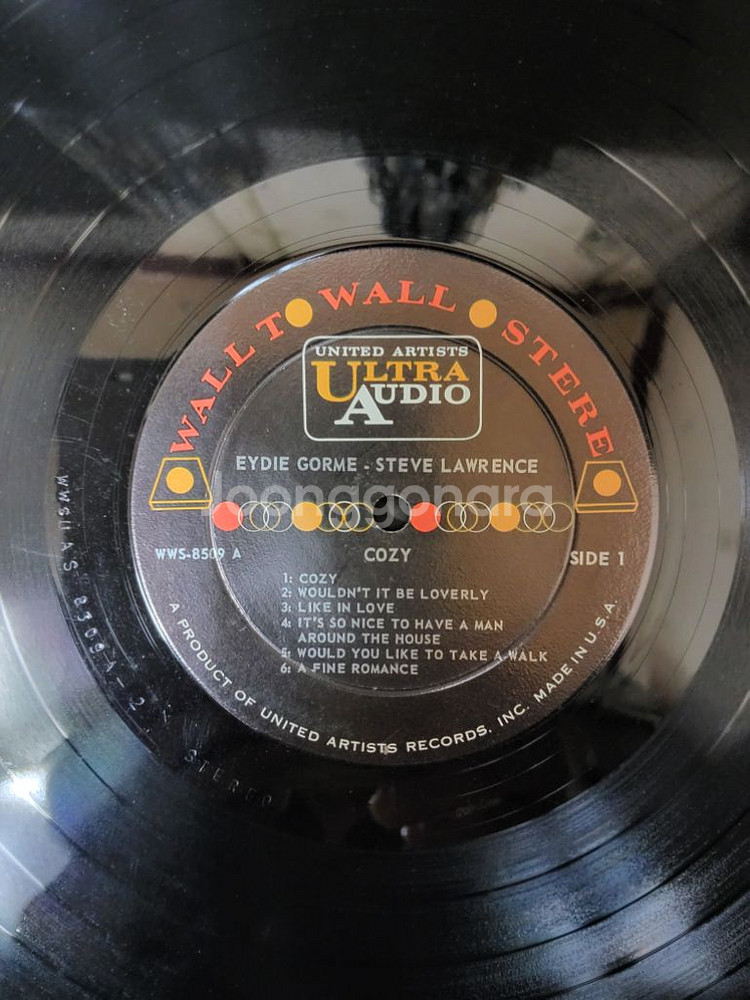 WALL TO WALL STEREO
UNITED ARTISTS
ULTRA
AUDIO
EYDIE GORME - STEVE LAWRENCE
Joonggonara
WWS-8509 A
COZY
SIDE 1
1: COZY
2: WOULDN'T IT BE LOVERLY
3: LIKE IN LOVE
4: IT'S SO NICE TO HAVE A MAN
AROUND THE HOUSE
5: WOULD YOU LIKE TO TAKE A WALK
6: A FINE ROMANCE
A PRODUCT OF UNITED ARTISTS RECORDS, INC. MADE IN U.S.A.
STEREO